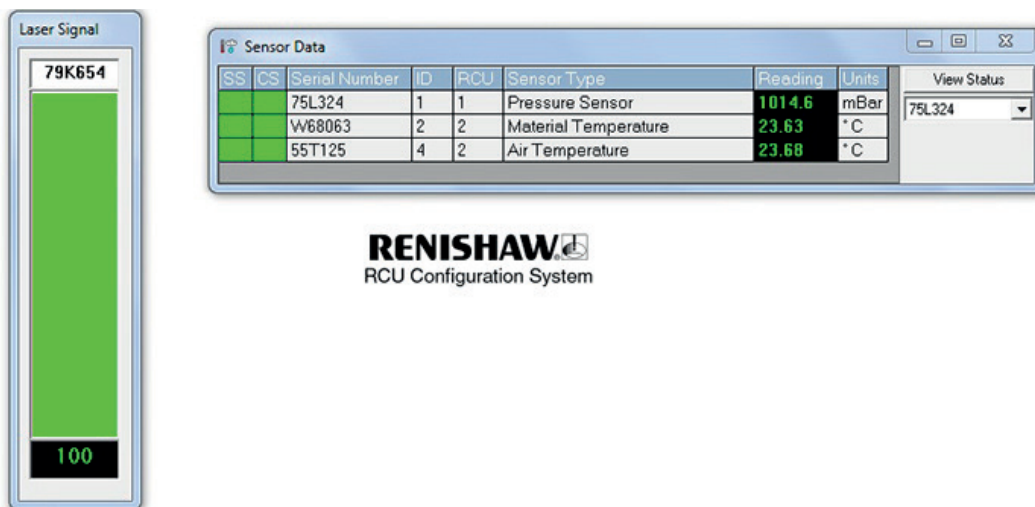 Laser Signal
79K654
100
Sensor Data
SS CS Serial Number ID RCU Sensor Type Reading Units
75L324 1 1 Pressure Sensor 1014.6 mBar
W68063 2 2 Material Temperature 23.63 °C
55T125 4 2 Air Temperature 23.68 °C
View Status
75L324
RENISHAW
RCU Configuration System